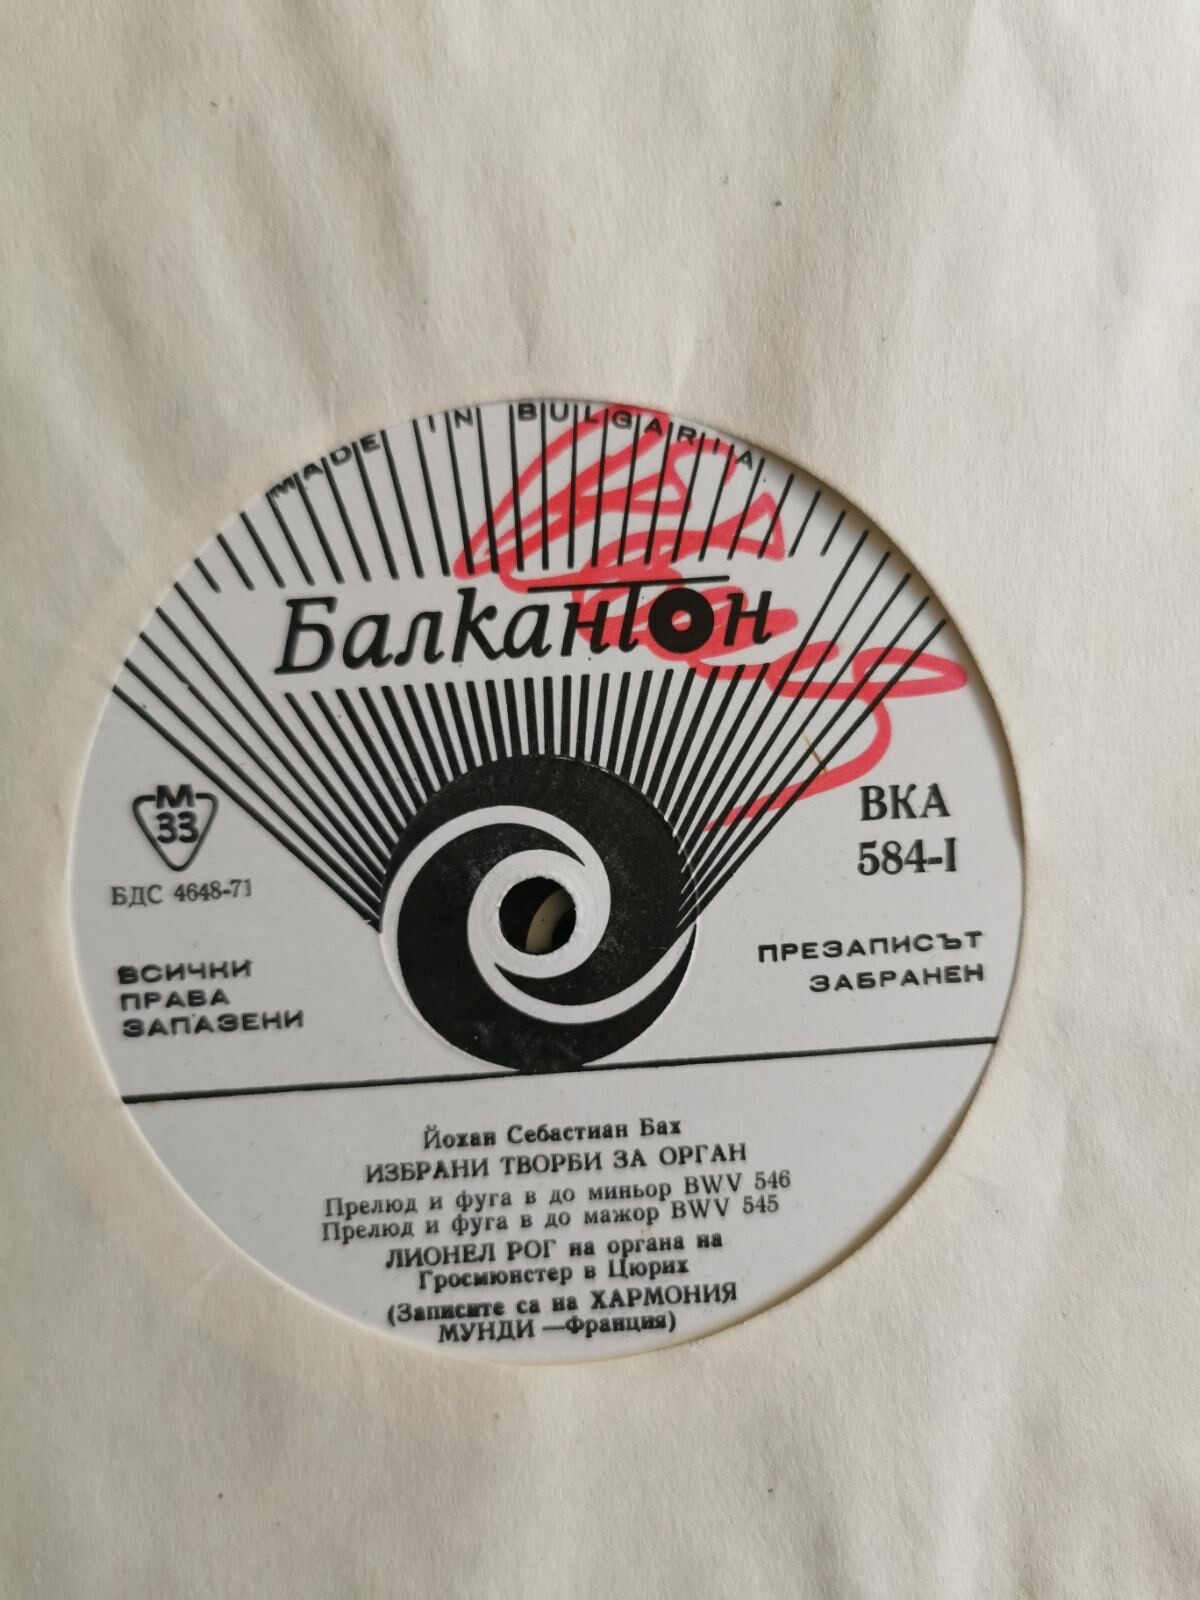 MADE IN BULGARIA
Балкантон
М
33
БДС 4648-71
ВКА
584-I
ВСИЧКИ
ПРАВА
ЗАПАЗЕНИ
ПРЕЗАПИСЪТ
ЗАБРАНЕН
Йохан Себастиан Бах
ИЗБРАНИ ТВОРБИ ЗА ОРГАН
Прелюд и фуга в до миньор BWV 546
Прелюд и фуга в до мажор BWV 545
ЛИОНЕЛ РОГ на органа на
Гросмюнстер в Цюрих
(Записите са на ХАРМОНИЯ
МУНДИ —Франция)